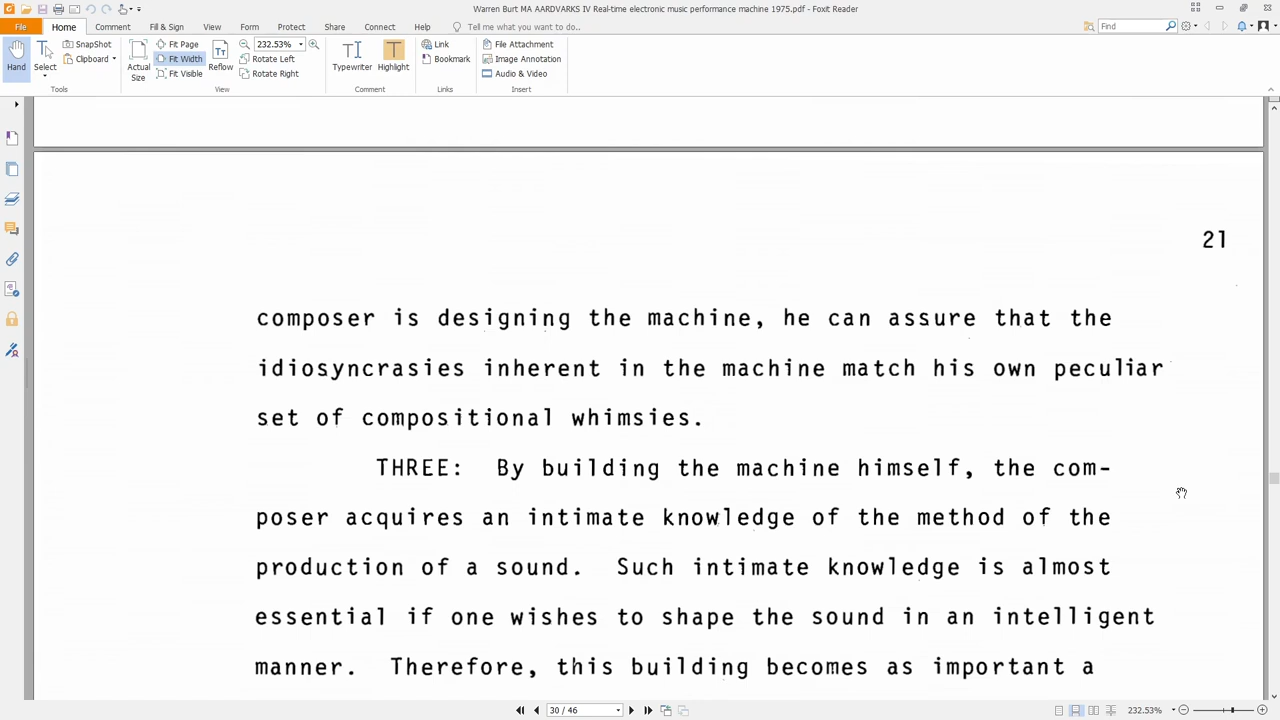 Warren Burt MA AARDVARKS IV Real-time electronic music performance machine 1975.pdf - Foxit Reader
File Home Comment Fill & Sign View Form Protect Share Connect Help Tell me what you want to do... Find
Hand
Select
SnapShot
Clipboard
Tools
Actual Size
Fit Page
Fit Width
Fit Visible
Reflow
232.53%
Rotate Left
Rotate Right
View
Typewriter
Highlight
Comment
Link
Bookmark
Links
File Attachment
Image Annotation
Audio & Video
Insert
21
composer is designing the machine, he can assure that the
idiosyncrasies inherent in the machine match his own peculiar
set of compositional whimsies.
THREE: By building the machine himself, the com-
poser acquires an intimate knowledge of the method of the
production of a sound. Such intimate knowledge is almost
essential if one wishes to shape the sound in an intelligent
manner. Therefore, this building becomes as important a
30 / 46
232.53%